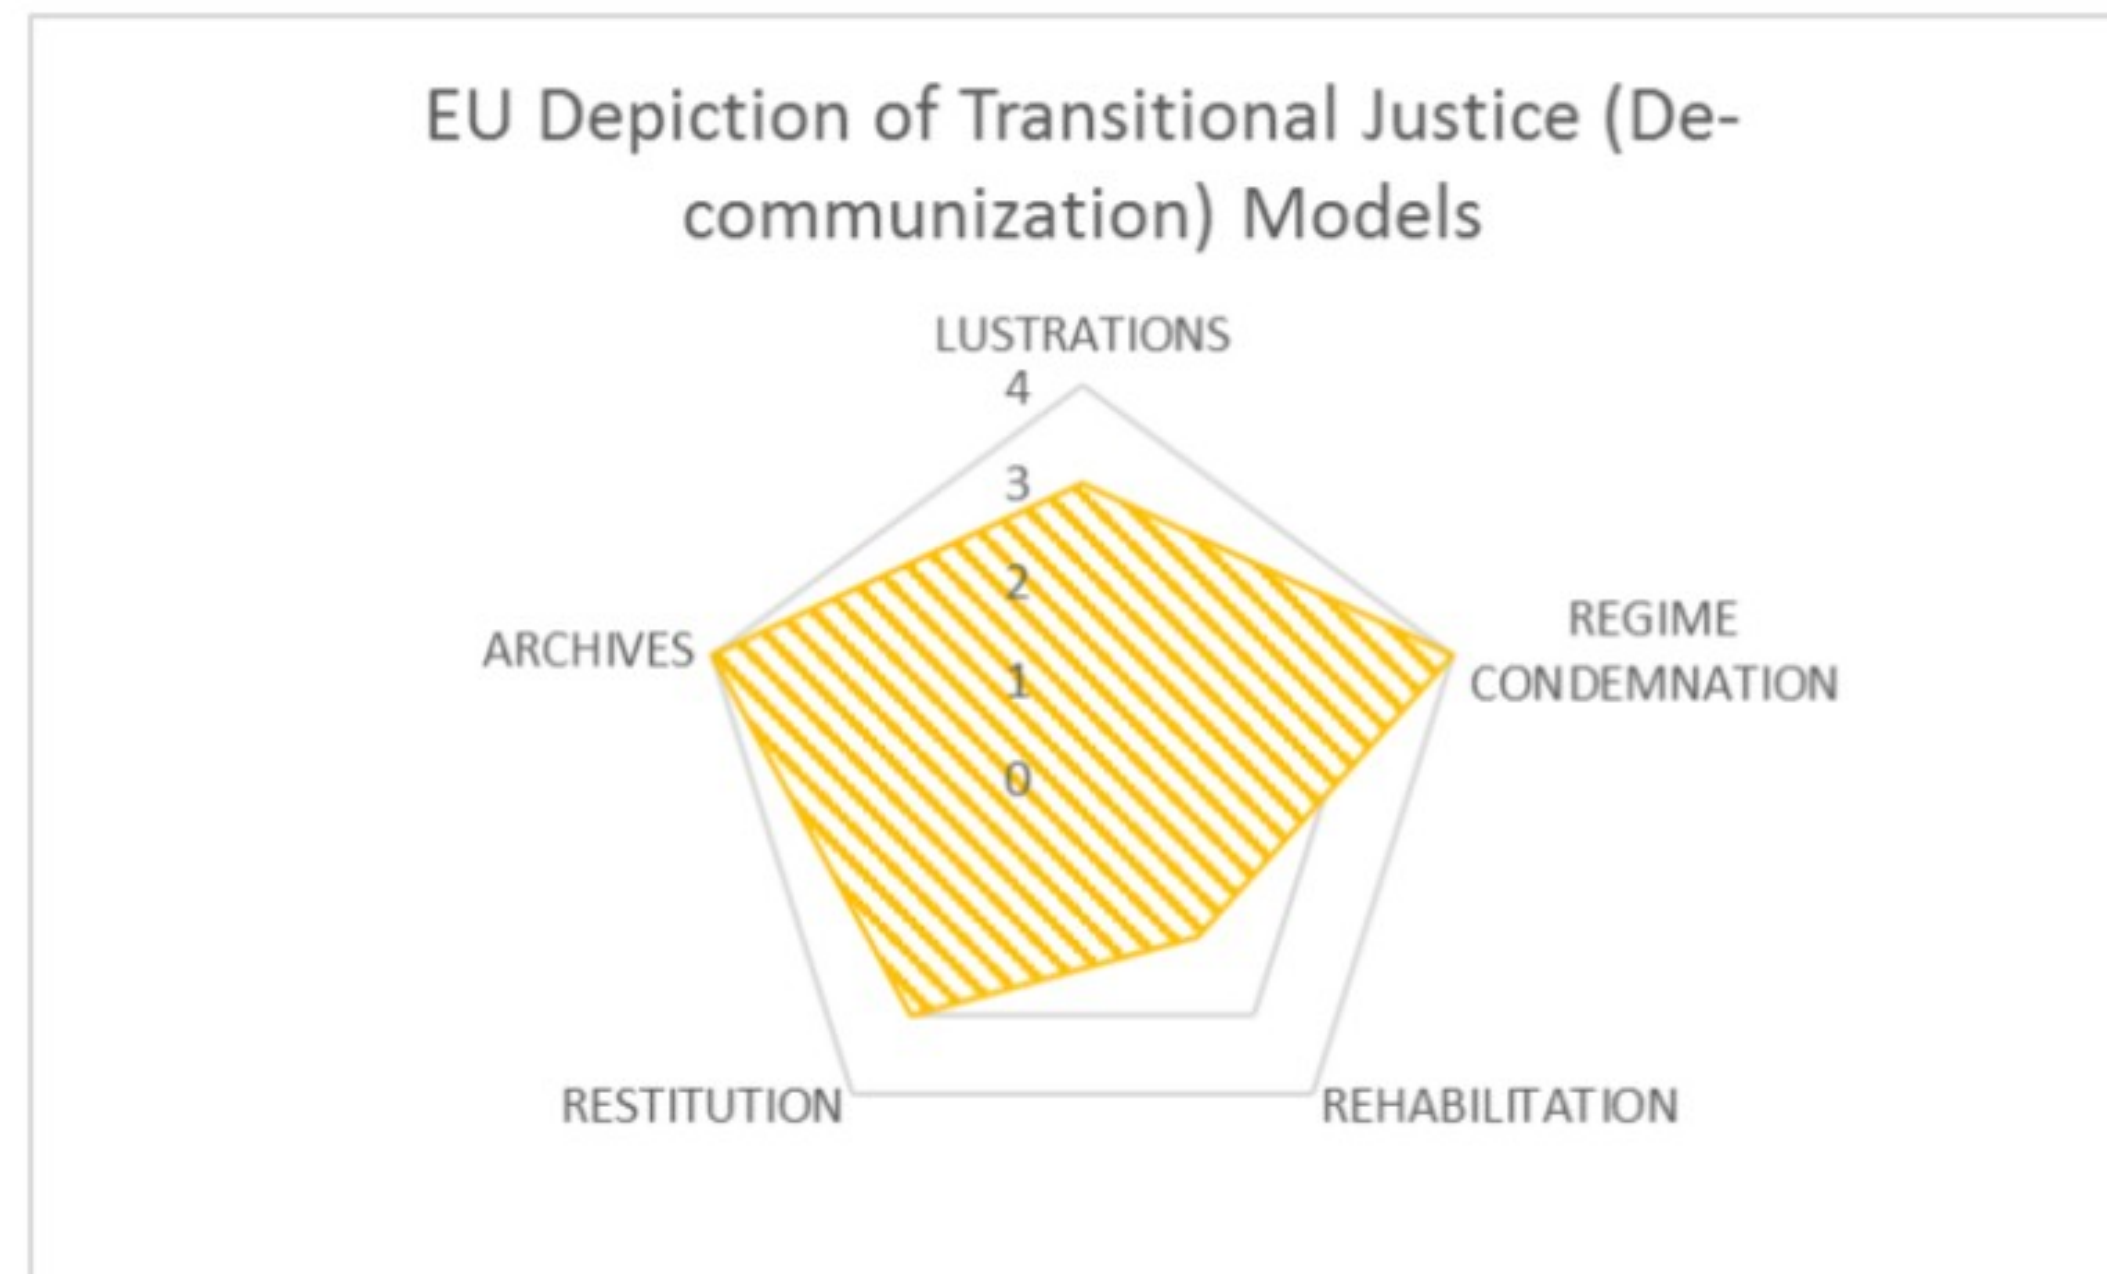 EU Depiction of Transitional Justice (De-
communization) Models
LUSTRATIONS
4
3
2
1
0
REGIME
CONDEMNATION
ARCHIVES
RESTITUTION
REHABILITATION